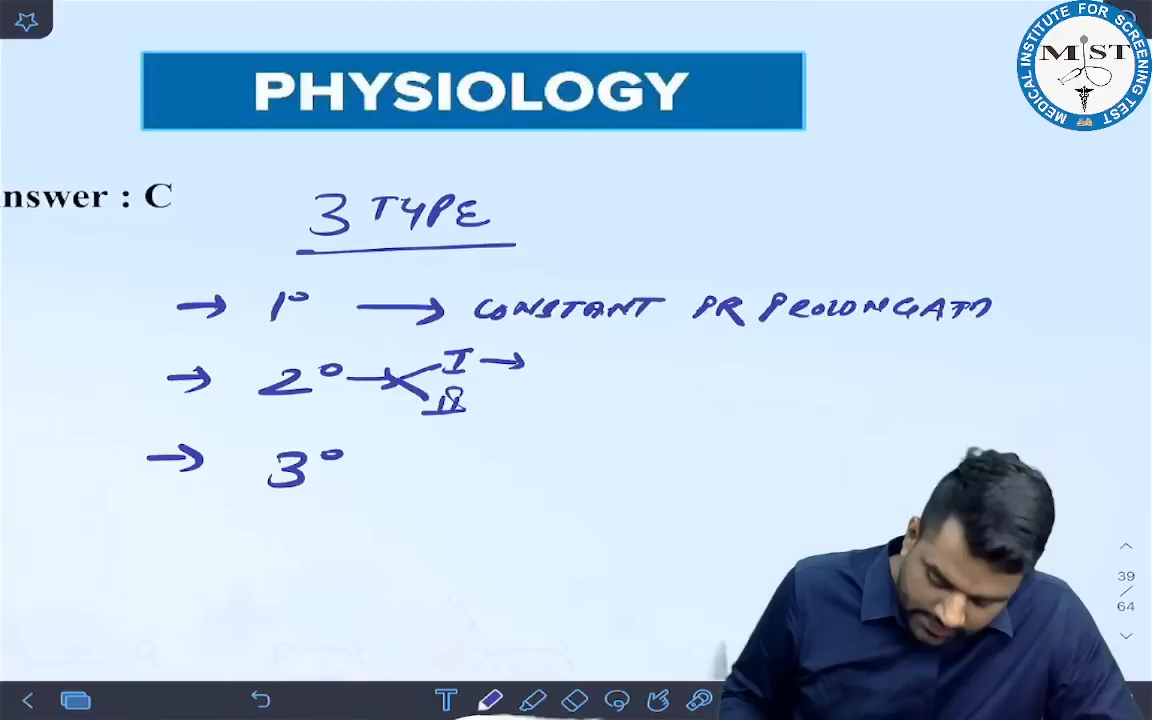 MEDICAL INSTITUTE FOR SCREENING TEST
MIST
PHYSIOLOGY
nswer : C
3 TYPE
→ 1° → CONSTANT PR PROLONGATn
→ 2° → I →
II
→ 3°
39
/
64
T